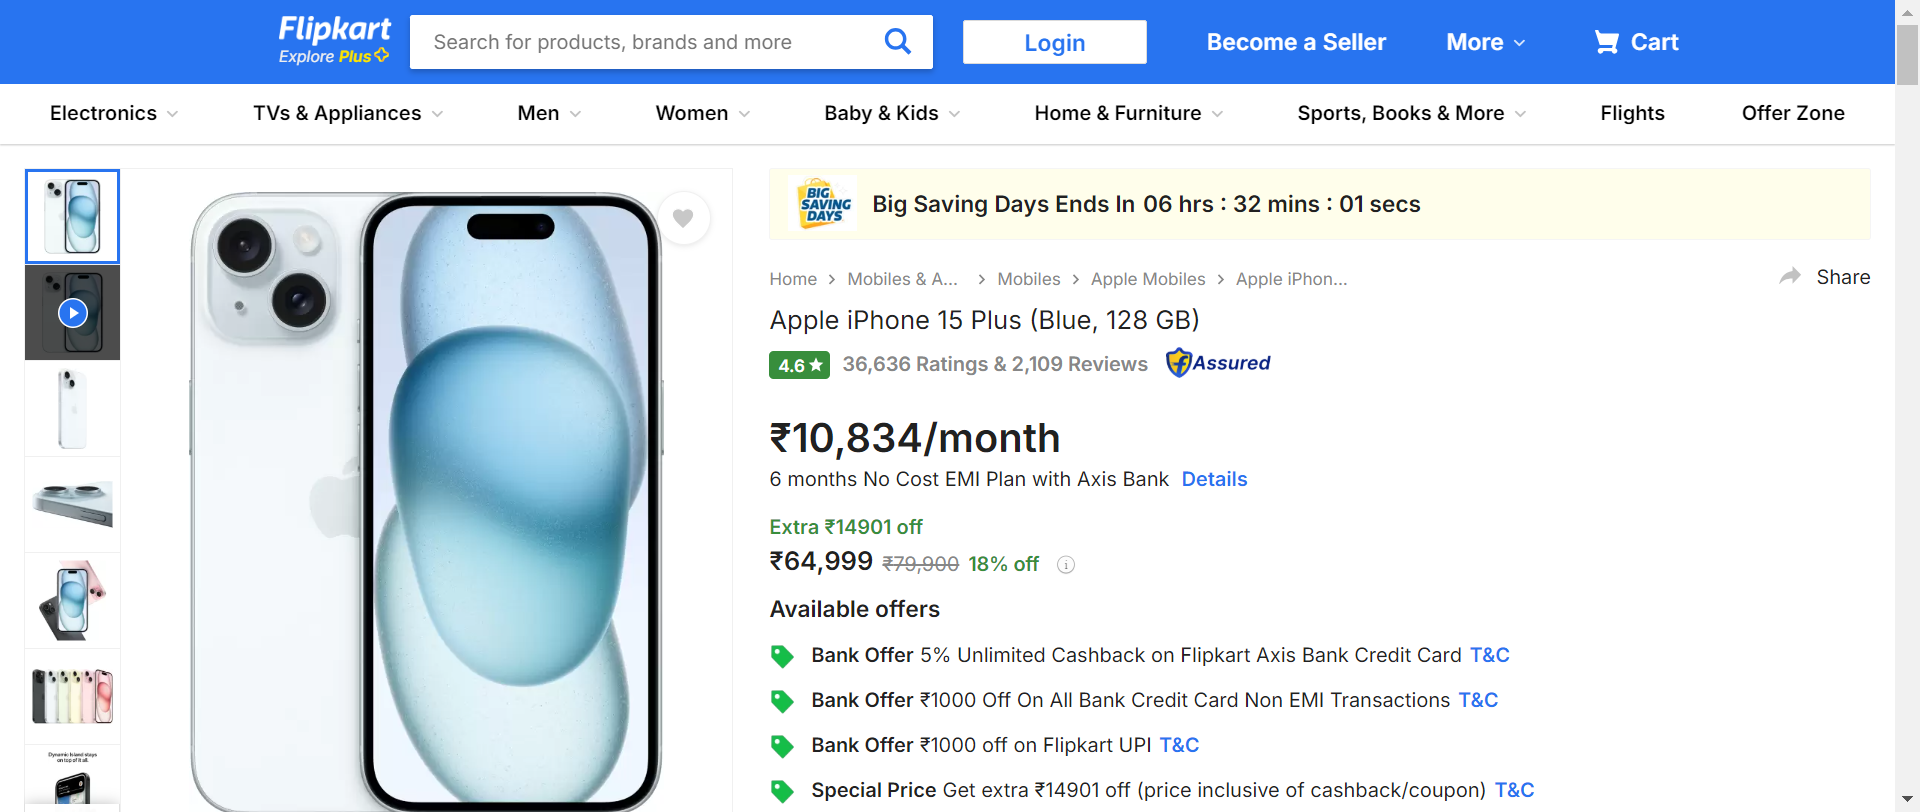 Flipkart
Explore Plus
Search for products, brands and more
Login
Become a Seller
More
Cart
Electronics
TVs & Appliances
Men
Women
Baby & Kids
Home & Furniture
Sports, Books & More
Flights
Offer Zone
BIG
SAVING
DAYS
Big Saving Days Ends In 06 hrs : 32 mins : 01 secs
Home
Mobiles & A...
Mobiles
Apple Mobiles
Apple iPhon...
Share
Apple iPhone 15 Plus (Blue, 128 GB)
4.6
36,636 Ratings & 2,109 Reviews
Assured
₹10,834/month
6 months No Cost EMI Plan with Axis Bank Details
Extra ₹14901 off
₹64,999 ₹79,900 18% off
Available offers
Bank Offer 5% Unlimited Cashback on Flipkart Axis Bank Credit Card T&C
Bank Offer ₹1000 Off On All Bank Credit Card Non EMI Transactions T&C
Bank Offer ₹1000 off on Flipkart UPI T&C
Special Price Get extra ₹14901 off (price inclusive of cashback/coupon) T&C
Dynamic Island stays
on top of it all.